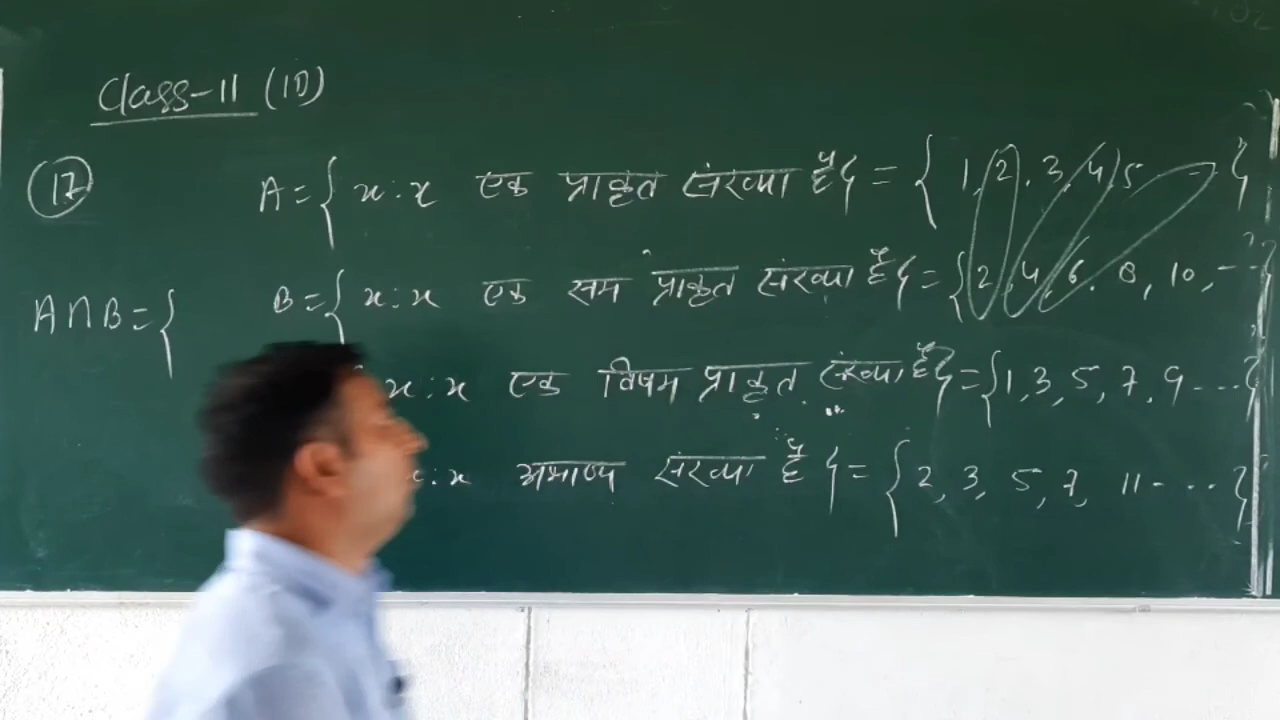 Class-11 (10)
17
A={ x:x एक प्राकृत संख्या है} = { 1, 2, 3, 4, 5 - }
B={ x:x एक सम प्राकृत संख्या है} = {2, 4, 6, 8, 10, --}
A∩B={
x:x एक विषम प्राकृत संख्या है} = {1,3,5,7,9 ....}
:x अभाज्य संख्या है } = { 2, 3, 5, 7, 11 - ... }